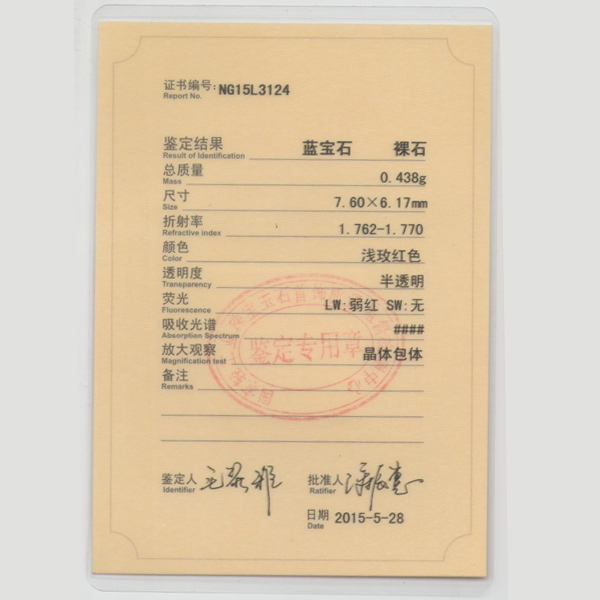 证书编号: NG15L3124
Report No.
鉴定结果 蓝宝石 裸石
Result of Identification
总质量 0.438g
Mass
尺寸 7.60×6.17mm
Size
折射率 1.762-1.770
Refractive index
颜色 浅玫红色
Color
透明度 半透明
Transparency
荧光 LW:弱红 SW:无
Fluorescence
吸收光谱 ####
Absorption Spectrum
放大观察 晶体包体
Magnification test
备注
Remarks
鉴定专用章
鉴定人 批准人
Identifier Ratifier
日期 2015-5-28
Date